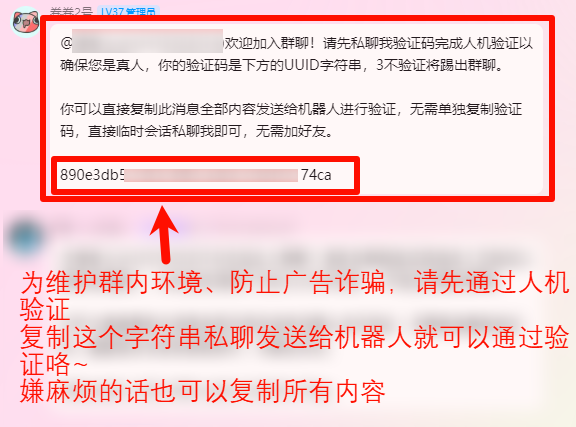 卷卷2号 LV37 管理员
@ 欢迎加入群聊！请先私聊我验证码完成人机验证以
确保您是真人，你的验证码是下方的UUID字符串，3不验证将踢出群聊。
你可以直接复制此消息全部内容发送给机器人进行验证，无需单独复制验证
码，直接临时会话私聊我即可，无需加好友。
890e3db5 74ca
为维护群内环境、防止广告诈骗，请先通过人机
验证
复制这个字符串私聊发送给机器人就可以通过验
证咯~
嫌麻烦的话也可以复制所有内容